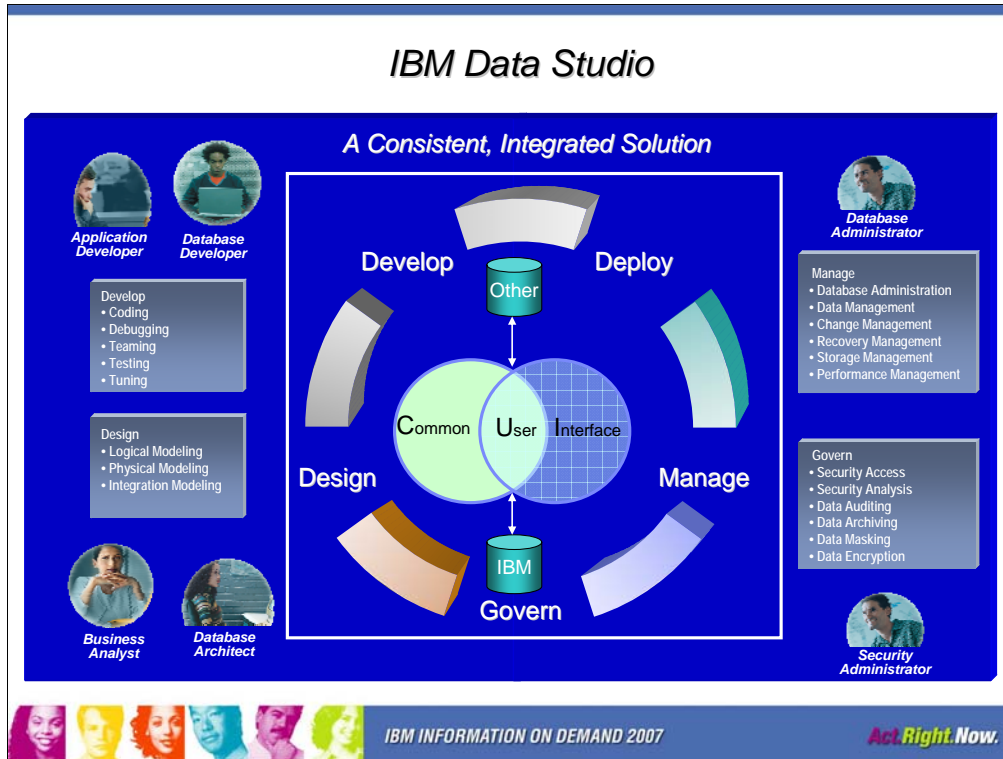 IBM Data Studio
A Consistent, Integrated Solution
Application
Developer
Database
Developer
Develop
• Coding
• Debugging
• Teaming
• Testing
• Tuning
Design
• Logical Modeling
• Physical Modeling
• Integration Modeling
Business
Analyst
Database
Architect
Develop
Deploy
Other
Common User Interface
Design
Manage
IBM
Govern
Database
Administrator
Manage
• Database Administration
• Data Management
• Change Management
• Recovery Management
• Storage Management
• Performance Management
Govern
• Security Access
• Security Analysis
• Data Auditing
• Data Archiving
• Data Masking
• Data Encryption
Security
Administrator
IBM INFORMATION ON DEMAND 2007
Act.Right.Now.